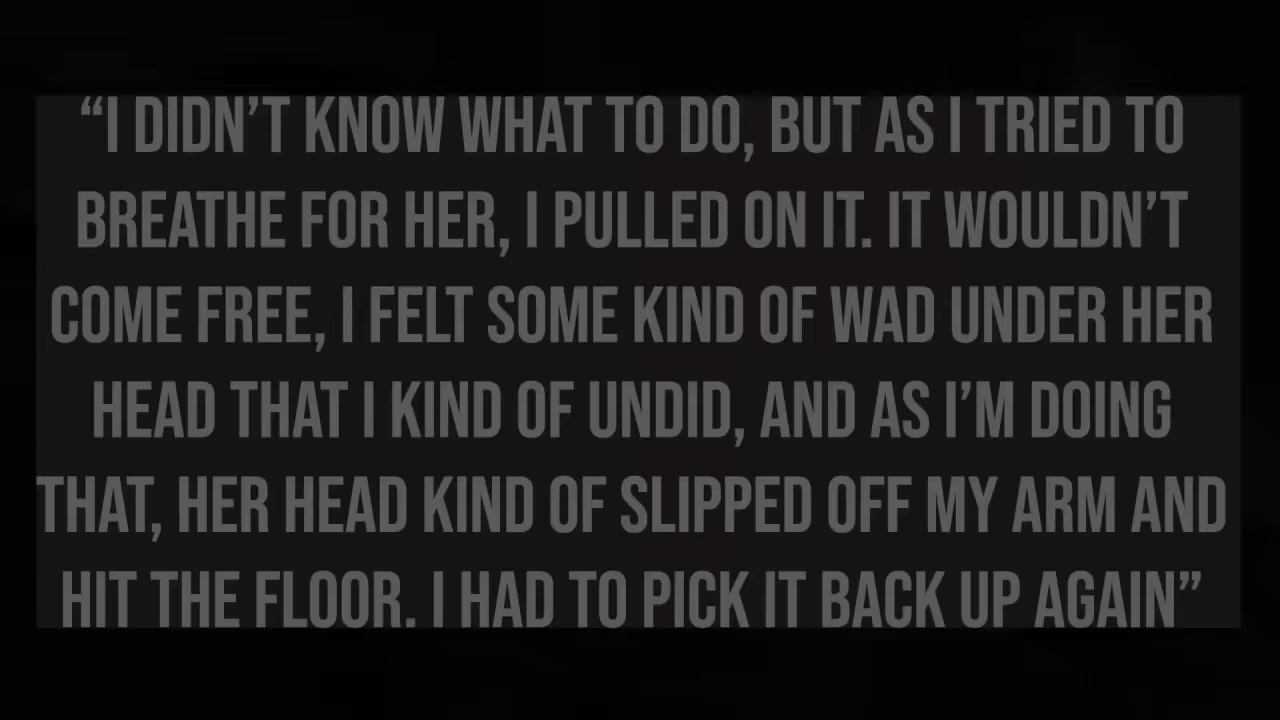 “I DIDN’T KNOW WHAT TO DO, BUT AS I TRIED TO
BREATHE FOR HER, I PULLED ON IT. IT WOULDN’T
COME FREE, I FELT SOME KIND OF WAD UNDER HER
HEAD THAT I KIND OF UNDID, AND AS I’M DOING
THAT, HER HEAD KIND OF SLIPPED OFF MY ARM AND
HIT THE FLOOR. I HAD TO PICK IT BACK UP AGAIN”